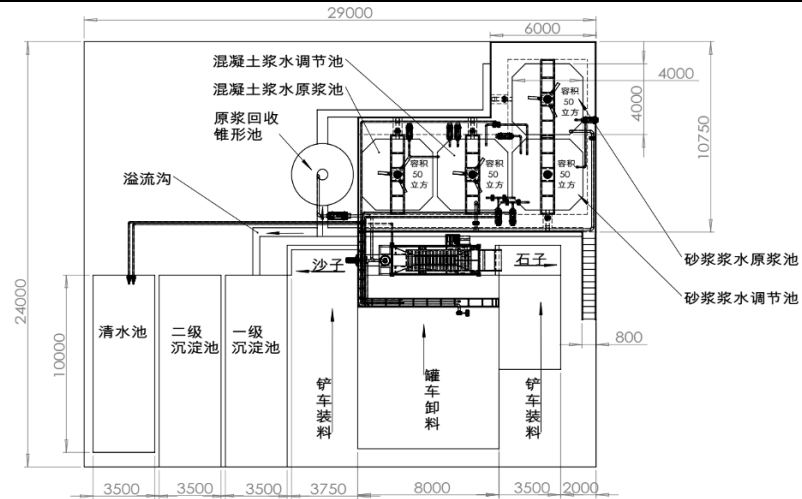 29000
6000
混凝土浆水调节池
混凝土浆水原浆池
原浆回收
锥形池
溢流沟
4000
4000
10750
容积
50
立方
容积
50
立方
容积
50
立方
容积
50
立方
砂浆浆水原浆池
砂浆浆水调节池
24000
10000
沙子
石子
800
清水池
二级
沉淀池
一级
沉淀池
铲车装料
罐车卸料
铲车装料
3500
3500
3500
3750
8000
3500
2000